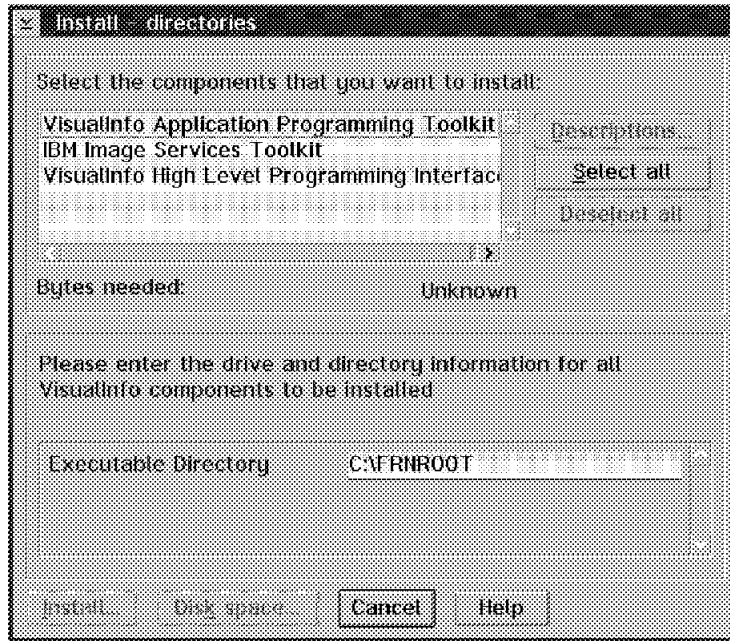 Install - directories
Select the components that you want to install:
VisualInfo Application Programming Toolkit
IBM Image Services Toolkit
VisualInfo High Level Programming Interfac
Descriptions...
Select all
Deselect all
Bytes needed: Unknown
Please enter the drive and directory information for all
VisualInfo components to be installed
Executable Directory C:\FRNROOT
Install... Disk space... Cancel Help